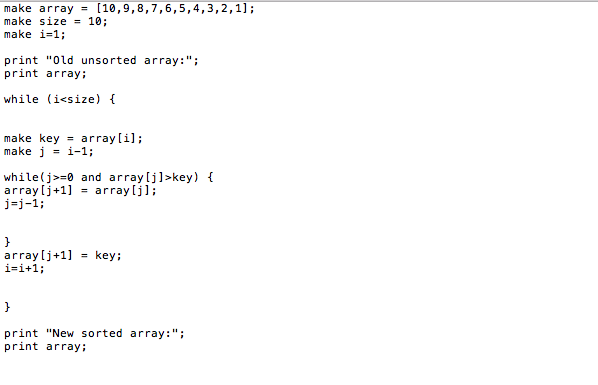 make array = [10,9,8,7,6,5,4,3,2,1];
make size = 10;
make i=1;
print "Old unsorted array:";
print array;
while (i<size) {
make key = array[i];
make j = i-1;
while(j>=0 and array[j]>key) {
array[j+1] = array[j];
j=j-1;
}
array[j+1] = key;
i=i+1;
}
print "New sorted array:";
print array;